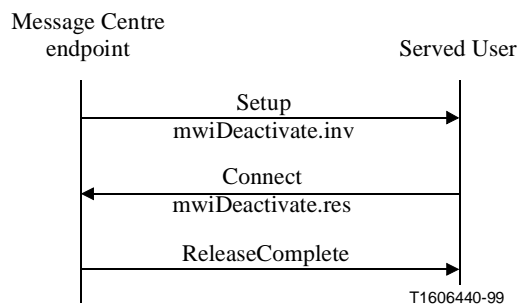 Message Centre
endpoint
Served User
Setup
mwiDeactivate.inv
Connect
mwiDeactivate.res
ReleaseComplete
T1606440-99